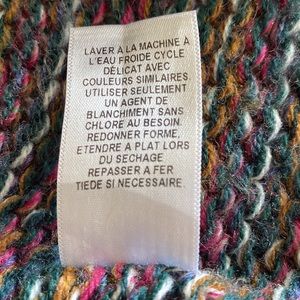 LAVER A LA MACHINE A
L'EAU FROIDE CYCLE
DELICAT AVEC
COULEURS SIMILAIRES
UTILISER SEULEMENT
UN AGENT DE
BLANCHIMENT SANS
CHLORE AU BESOIN.
REDONNER FORME,
ETENDRE A PLAT LORS
DU SECHAGE
REPASSER A FER
TIEDE SI NECESSAIRE.